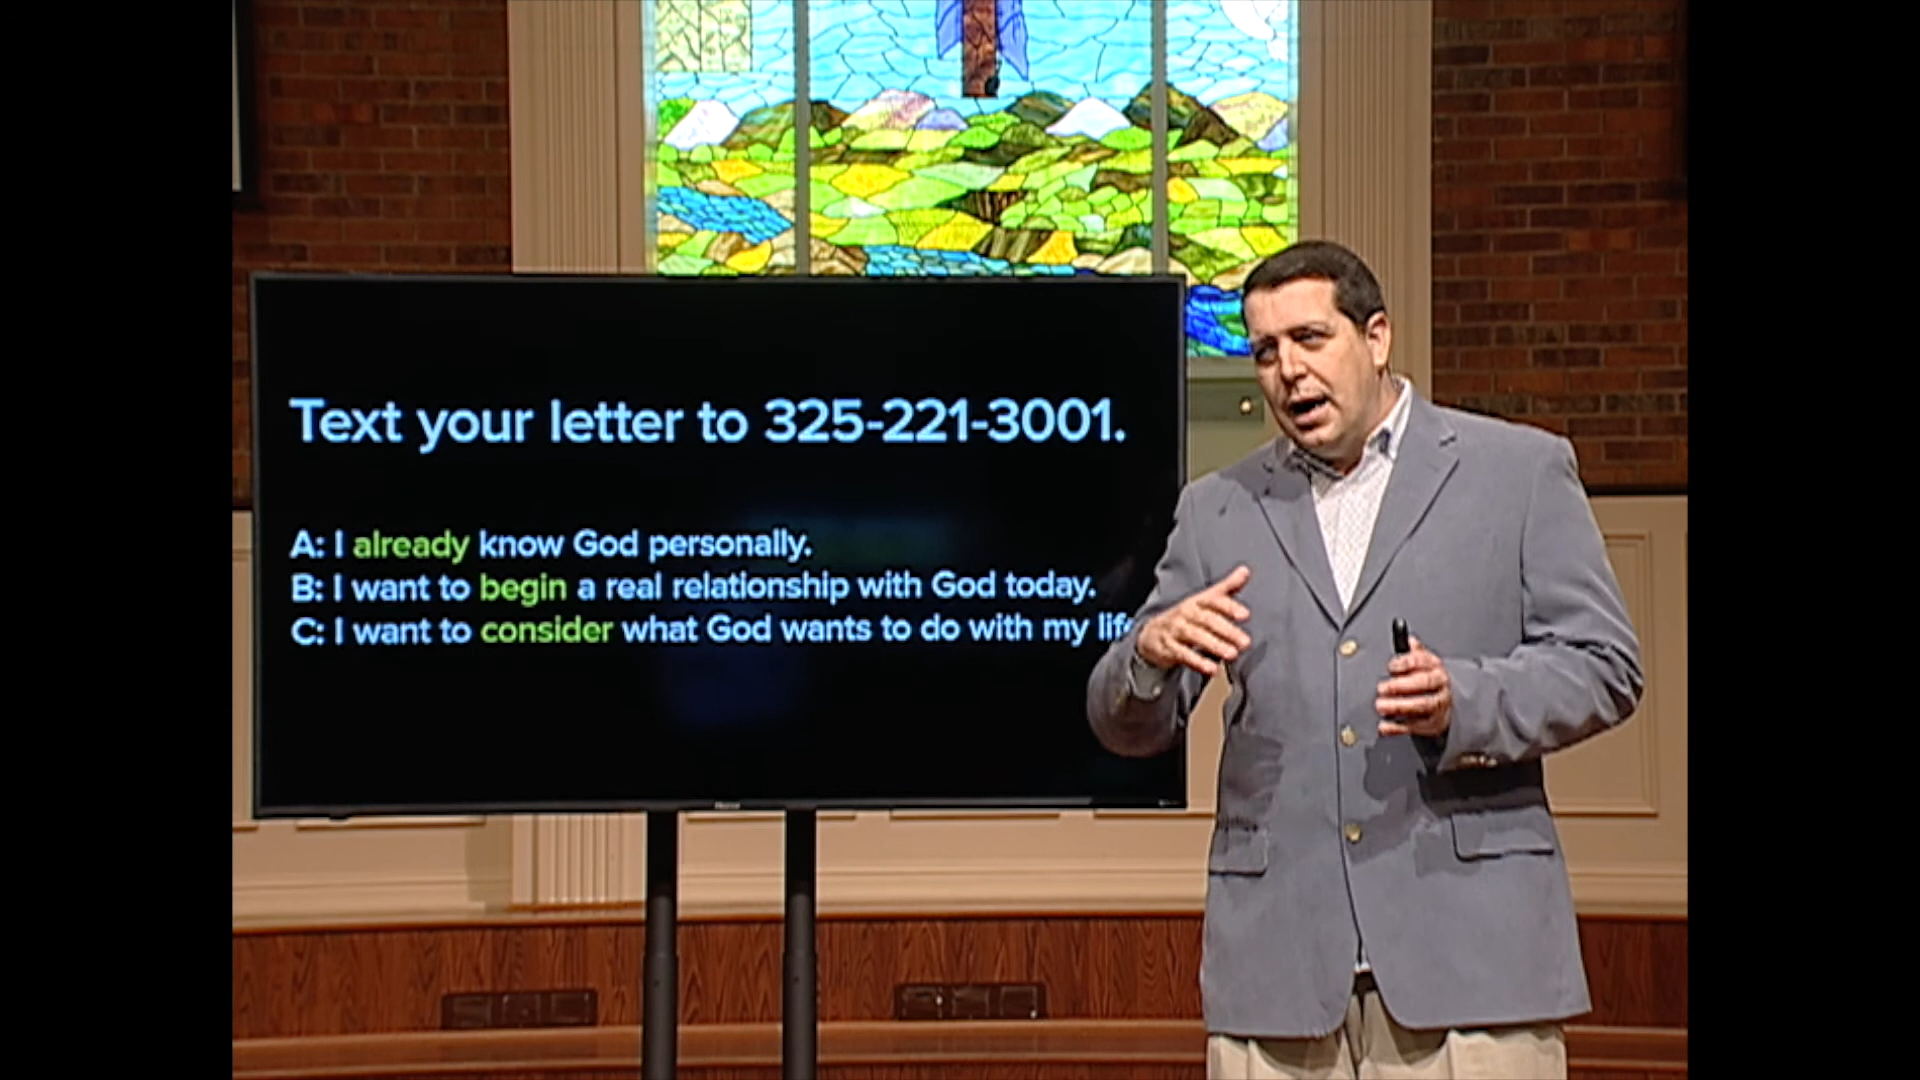 Text your letter to 325-221-3001.
A: I already know God personally.
B: I want to begin a real relationship with God today.
C: I want to consider what God wants to do with my